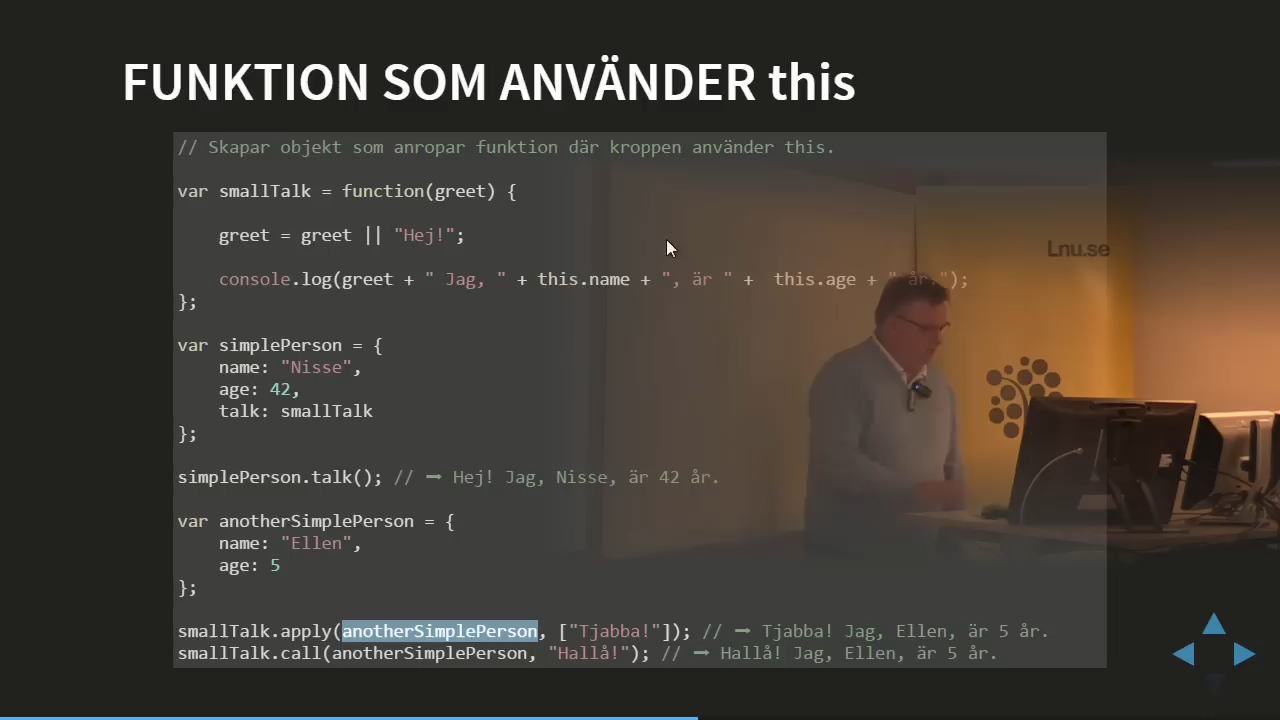 FUNKTION SOM ANVÄNDER this
// Skapar objekt som anropar funktion där kroppen använder this.
var smallTalk = function(greet) {
greet = greet || "Hej!";
Lnu.se
console.log(greet + " Jag, " + this.name + ", är " +  this.age + " år.");
};
var simplePerson = {
name: "Nisse",
age: 42,
talk: smallTalk
};
simplePerson.talk(); // ➞ Hej! Jag, Nisse, är 42 år.
var anotherSimplePerson = {
name: "Ellen",
age: 5
};
smallTalk.apply(anotherSimplePerson, ["Tjabba!"]); // ➞ Tjabba! Jag, Ellen, är 5 år.
smallTalk.call(anotherSimplePerson, "Hallå!"); // ➞ Hallå! Jag, Ellen, är 5 år.